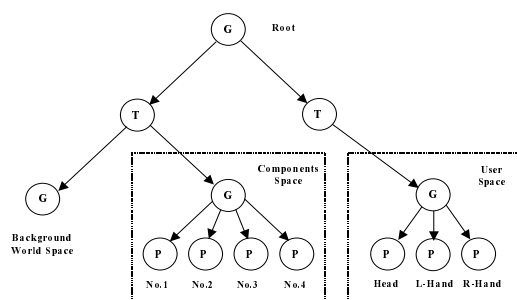 G Root
T T
Components
Space
User
Space
G G G
Background
World Space
P P P P P P P
No.1 No.2 No.3 No.4 Head L-Hand R-Hand